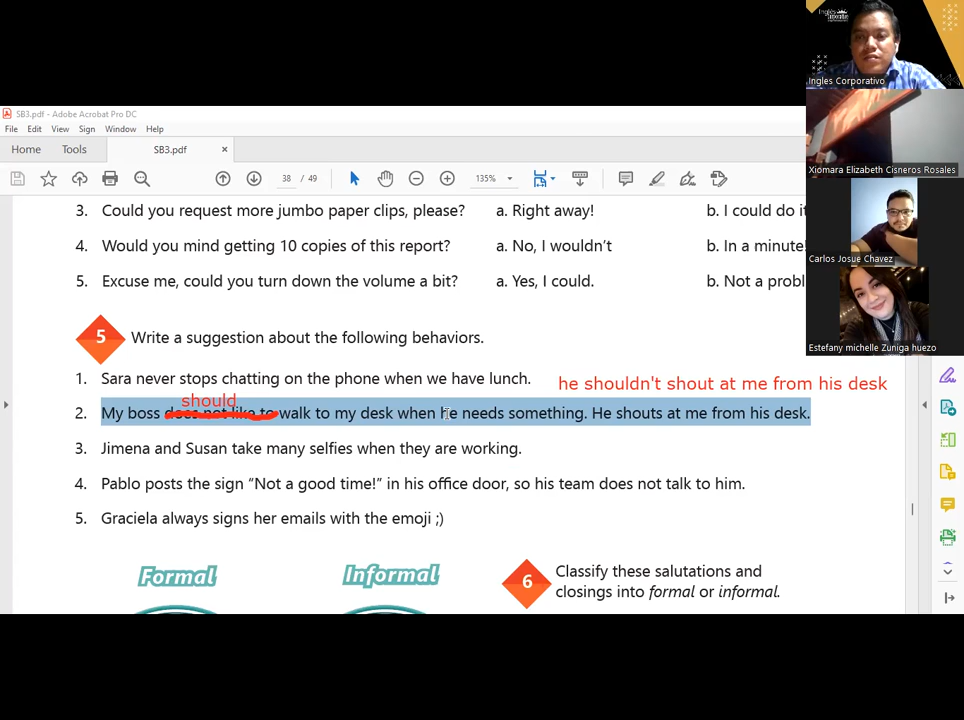 Inglés
Corporativo
Ingles Corporativo
SB3.pdf - Adobe Acrobat Pro DC
File Edit View Sign Window Help
Home Tools SB3.pdf ×
38 / 49 135%
Xiomara Elizabeth Cisneros Rosales
3. Could you request more jumbo paper clips, please? a. Right away! b. I could do it
4. Would you mind getting 10 copies of this report? a. No, I wouldn't b. In a minute!
Carlos Josue Chavez
5. Excuse me, could you turn down the volume a bit? a. Yes, I could. b. Not a probl
5 Write a suggestion about the following behaviors.
Estefany michelle Zuniga huezo
1. Sara never stops chatting on the phone when we have lunch.
he shouldn't shout at me from his desk
should
2. My boss does not like to walk to my desk when he needs something. He shouts at me from his desk.
3. Jimena and Susan take many selfies when they are working.
4. Pablo posts the sign “Not a good time!” in his office door, so his team does not talk to him.
5. Graciela always signs her emails with the emoji ;)
Formal Informal
6 Classify these salutations and
closings into formal or informal.